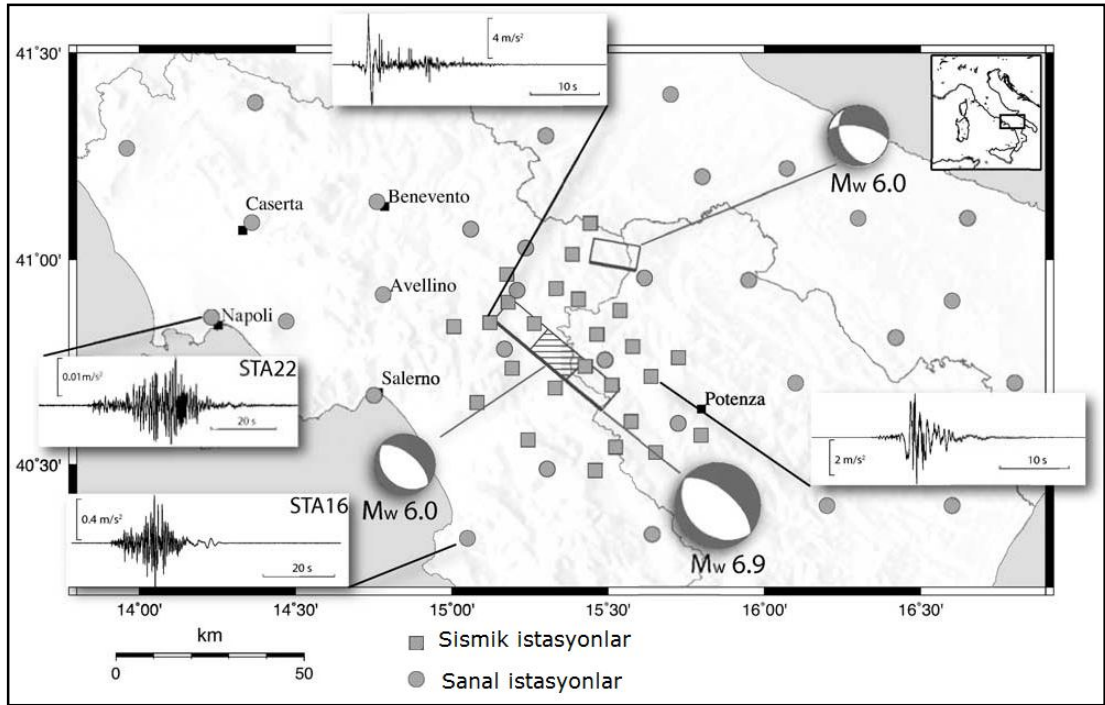 4 m/s²
10 s
41°30'
Mw 6.0
Benevento
Caserta
41°00'
Avellino
Napoli
STA22
0.01m/s²
20 s
Salerno
Potenza
2 m/s²
10 s
40°30'
Mw 6.0
STA16
0.4 m/s²
20 s
Mw 6.9
14°00'
14°30'
15°00'
15°30'
16°00'
16°30'
km
0
50
Sismik istasyonlar
Sanal istasyonlar